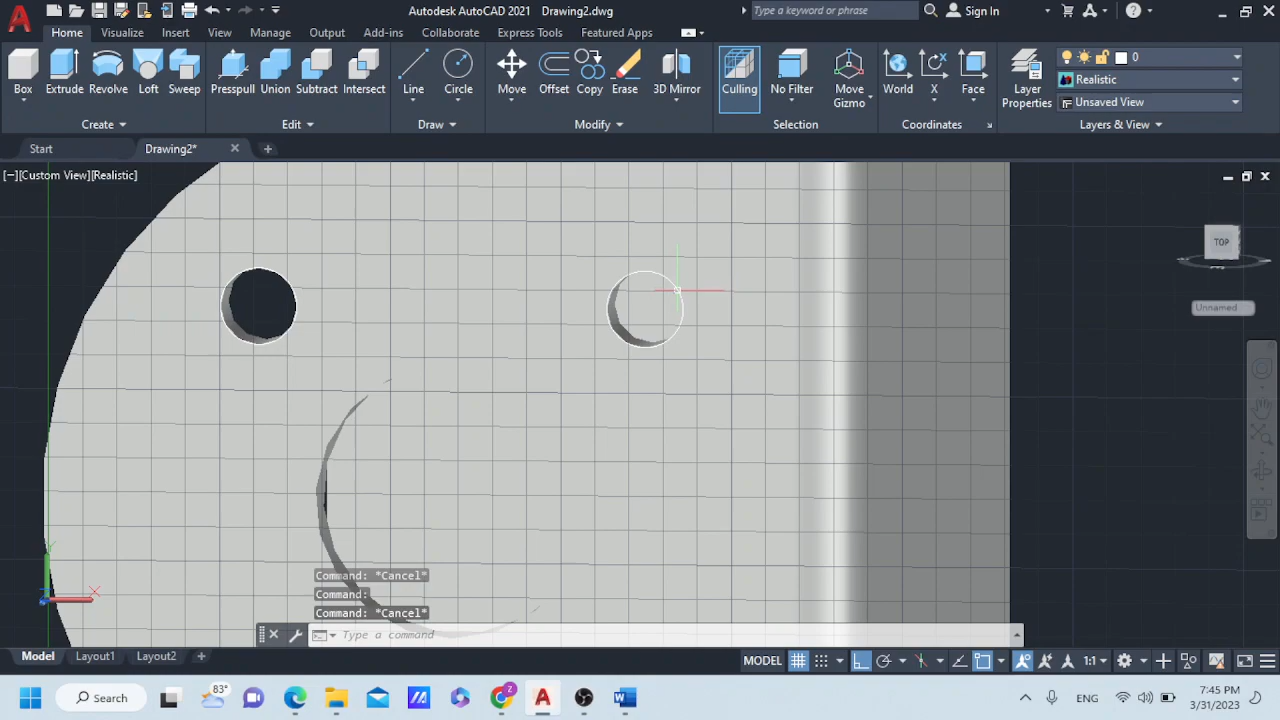 Autodesk AutoCAD 2021 Drawing2.dwg
Type a keyword or phrase
Sign In
Home Visualize Insert View Manage Output Add-ins Collaborate Express Tools Featured Apps
Box Extrude Revolve Loft Sweep
Presspull Union Subtract Intersect
Line Circle
Move Offset Copy Erase 3D Mirror
Culling No Filter Move
Gizmo
World X Face
Layer
Properties
0
Realistic
Unsaved View
Create Edit Draw Modify Selection Coordinates Layers & View
Start Drawing2*
[−][Custom View][Realistic]
TOP
Unnamed
Command: *Cancel*
Command:
Command: *Cancel*
Type a command
Model Layout1 Layout2
MODEL
1:1
Search
83°
ENG
7:45 PM
3/31/2023